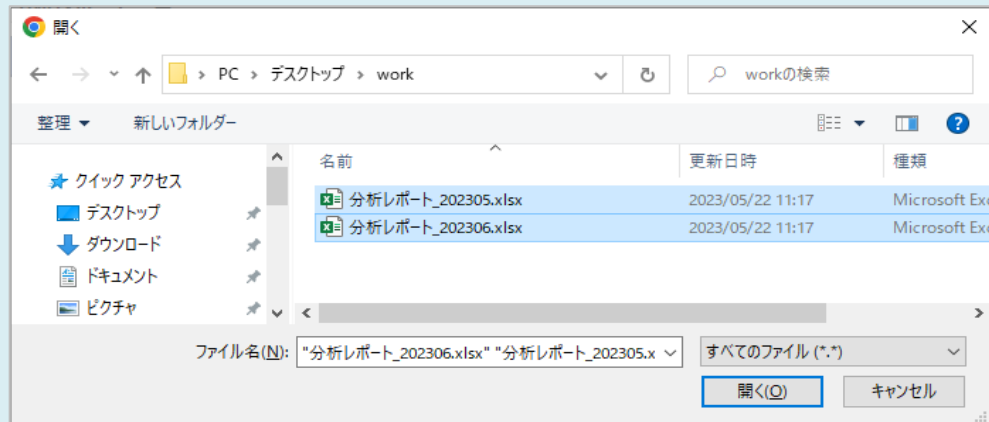 開く
PC > デスクトップ > work
workの検索
整理 新しいフォルダー
名前 更新日時 種類
クイック アクセス
デスクトップ
ダウンロード
ドキュメント
ピクチャ
分析レポート_202305.xlsx 2023/05/22 11:17 Microsoft Exc
分析レポート_202306.xlsx 2023/05/22 11:17 Microsoft Exc
ファイル名(N): "分析レポート_202306.xlsx" "分析レポート_202305.x すべてのファイル (*.*)
開く(O) キャンセル